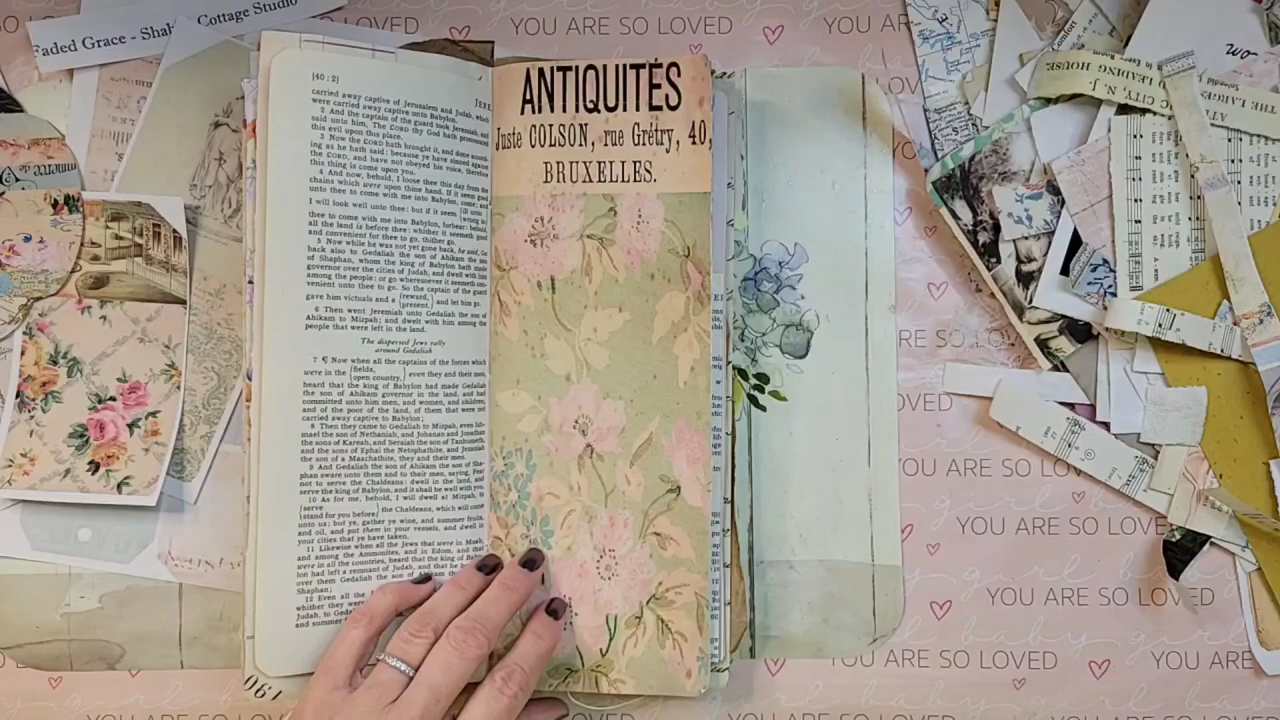 YOU ARE SO LOVED
Faded Grace - Shab Cottage Studio
[40:2]
JERE
carried away captive of Jerusalem and Judah, which
were carried away captive unto Babylon.
2 And the captain of the guard took Jeremiah, and
said unto him, The LORD thy God hath pronounced
this evil upon this place.
3 Now the LORD hath brought it, and done accord-
ing as he hath said: because ye have sinned against
the LORD, and have not obeyed his voice, therefore
this thing is come upon you.
4 And now, behold, I loose thee this day from the
chains which were upon thine hand. If it seem good
unto thee to come with me into Babylon, come; and
I will look well unto thee: but if it seem
thee to come with me into Babylon, forbear: behold,
all the land is before thee: whither it seemeth good
and convenient for thee to go, thither go.
5 Now while he was not yet gone back, he said, Go
back also to Gedaliah the son of Ahikam the son
of Shaphan, whom the king of Babylon hath made
governor over the cities of Judah, and dwell with him
among the people: or go wheresoever it seemeth con-
venient unto thee to go. So the captain of the guard
gave him victuals and a {reward, present,} and let him go.
6 Then went Jeremiah unto Gedaliah the son of
Ahikam to Mizpah; and dwelt with him among the
people that were left in the land.
The dispersed Jews rally
around Gedaliah
7 ¶ Now when all the captains of the forces which
were in the {fields, open country,} even they and their men,
heard that the king of Babylon had made Gedaliah
the son of Ahikam governor in the land, and had
committed unto him men, and women, and children,
and of the poor of the land, of them that were not
carried away captive to Babylon;
8 Then they came to Gedaliah to Mizpah, even Ish-
mael the son of Nethaniah, and Johanan and Jonathan
the sons of Kareah, and Seraiah the son of Tanhumeth,
and the sons of Ephai the Netophathite, and Jezaniah
the son of a Maachathite, they and their men.
9 And Gedaliah the son of Ahikam the son of Sha-
phan sware unto them and to their men, saying, Fear
not to serve the Chaldeans: dwell in the land, and
serve the king of Babylon, and it shall be well with you.
10 As for me, behold, I will dwell at Mizpah, to
{serve stand for you before} the Chaldeans, which will come
unto us: but ye, gather ye wine, and summer fruits,
and oil, and put them in your vessels, and dwell in
your cities that ye have taken.
11 Likewise when all the Jews that were in Moab,
and among the Ammonites, and in Edom, and that
were in all the countries, heard that the king of Baby-
lon had left a remnant of Judah, and that he
over them Gedaliah the son of Ahikam the
Shaphan;
12 Even all the
whither they were
Judah, to Geda
and summer
ANTIQUITÉS
Juste COLSON, rue Grétry, 40,
BRUXELLES.
061
Comfort
THE LARGE
LEADING HOUSE.
IC CITY, N. J.
YOU ARE SO LOVED
YOU ARE SO LOVED
YOU ARE SO LOVED
YOU ARE SO LOVED
YOU ARE SO LOVED